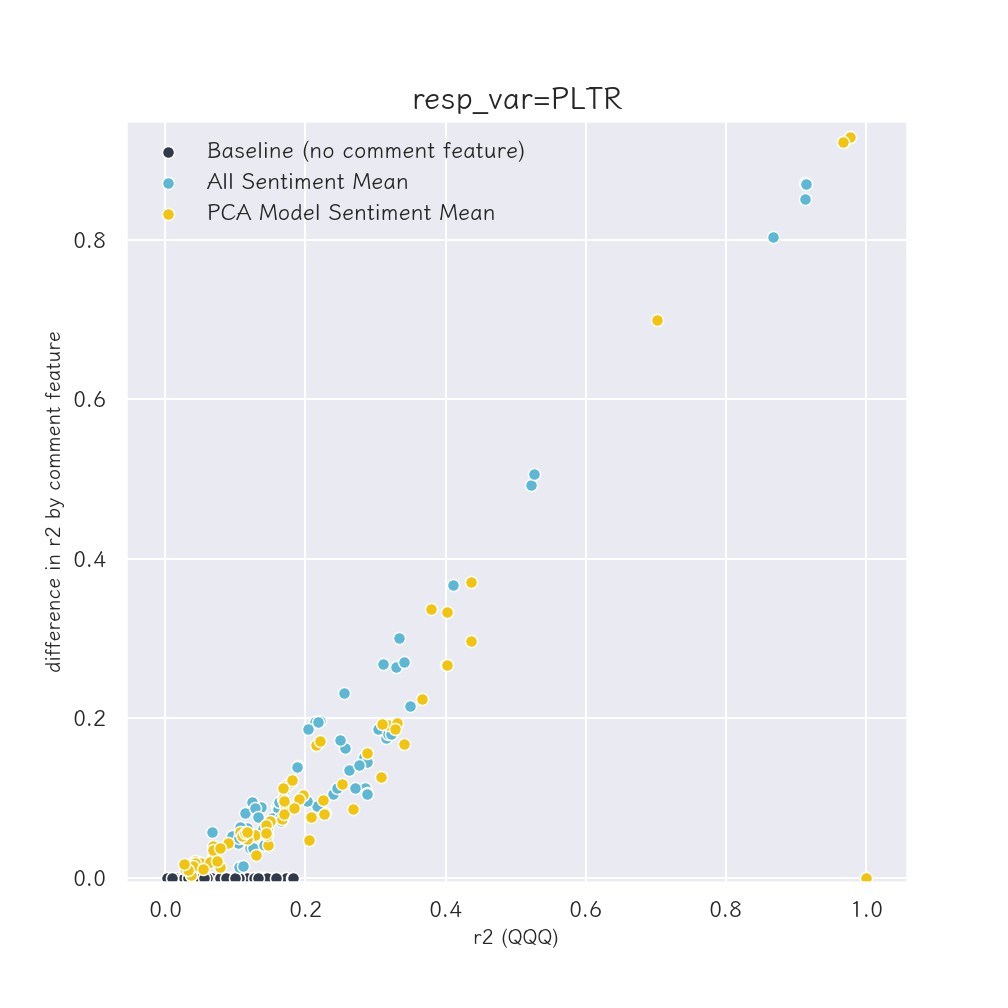 resp_var=PLTR
Baseline (no comment feature)
All Sentiment Mean
PCA Model Sentiment Mean
difference in r2 by comment feature
0.8
0.6
0.4
0.2
0.0
0.0 0.2 0.4 0.6 0.8 1.0
r2 (QQQ)